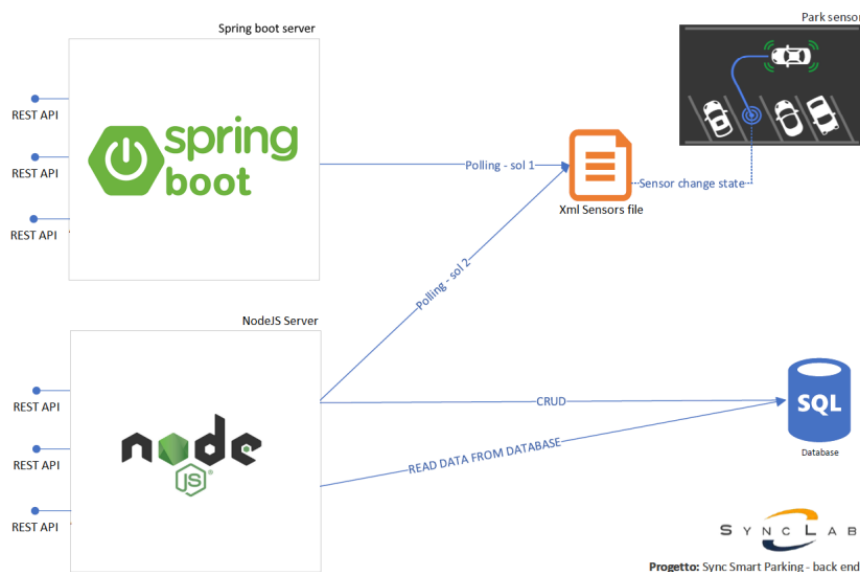 Spring boot server
Park sensor
REST API
REST API
REST API
spring
boot
Polling - sol 1
Xml Sensors file
Sensor change state
Polling - sol 2
NodeJS Server
REST API
REST API
REST API
node
JS
CRUD
READ DATA FROM DATABASE
SQL
Database
SYNCLAB
Progetto: Sync Smart Parking - back end